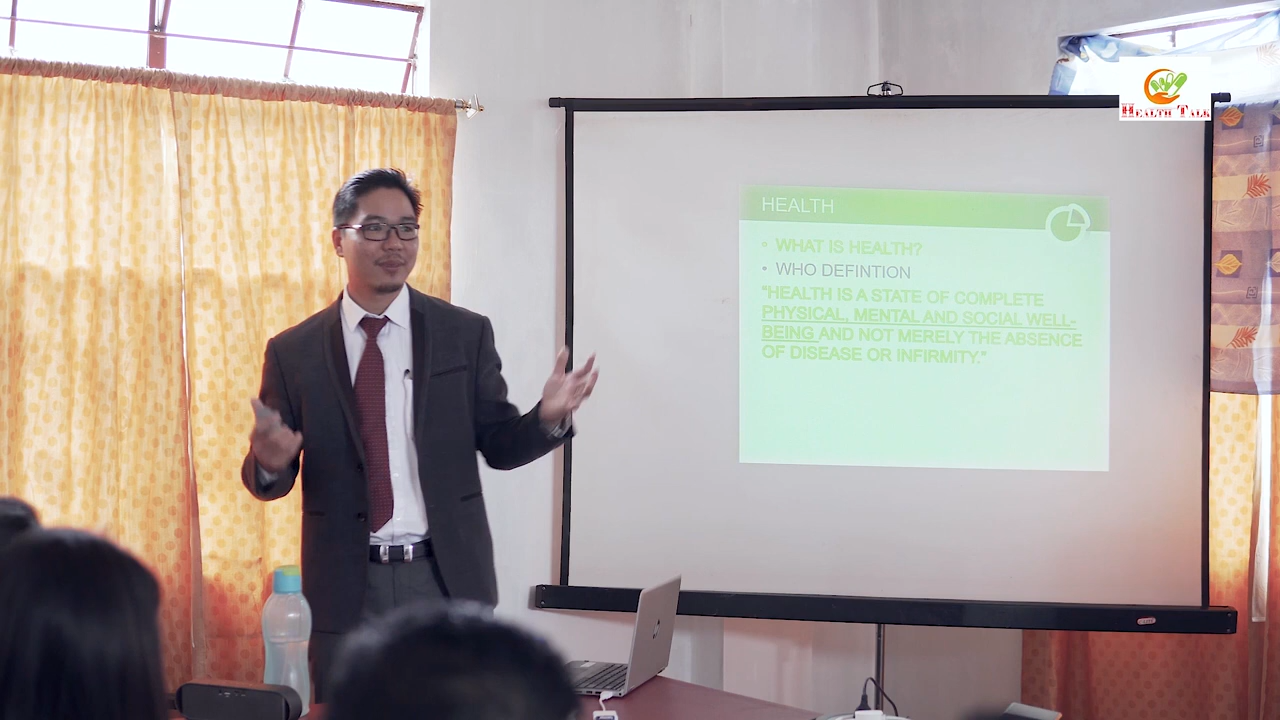 HEALTH TALK
HEALTH
WHAT IS HEALTH?
WHO DEFINTION
"HEALTH IS A STATE OF COMPLETE
PHYSICAL, MENTAL AND SOCIAL WELL-
BEING AND NOT MERELY THE ABSENCE
OF DISEASE OR INFIRMITY."